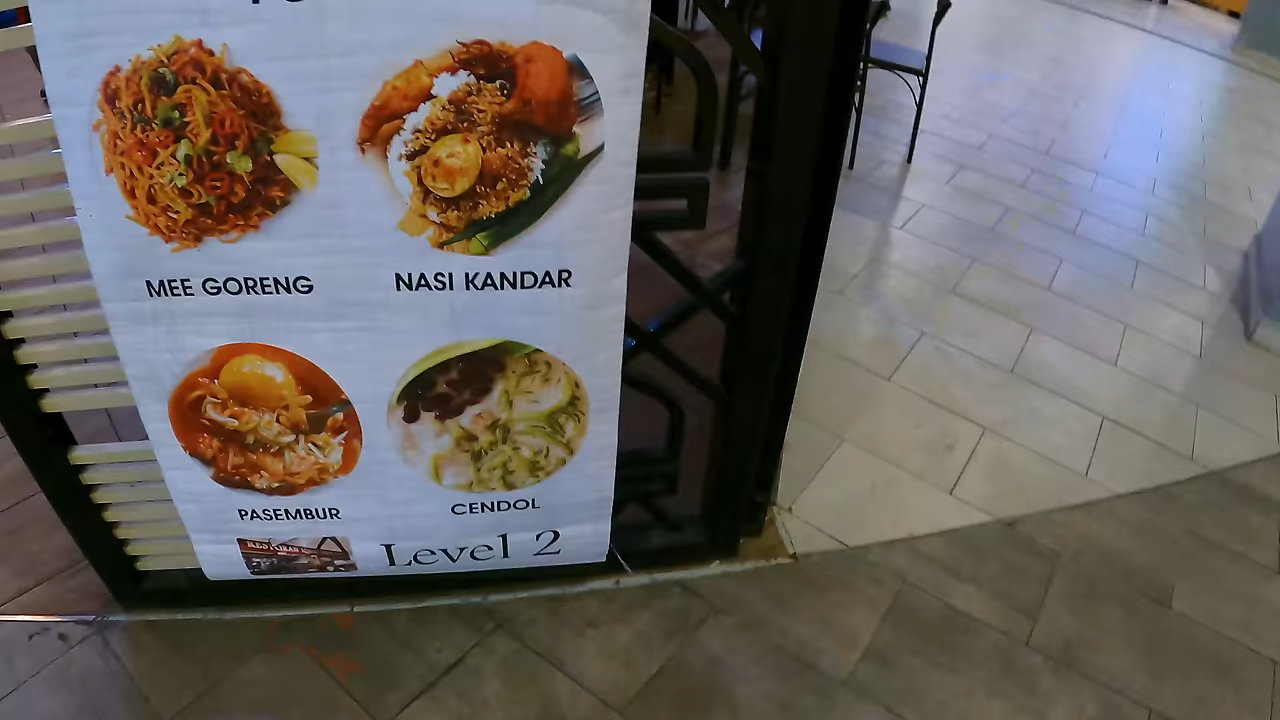 MEE GORENG
NASI KANDAR
PASEMBUR
CENDOL
Level 2